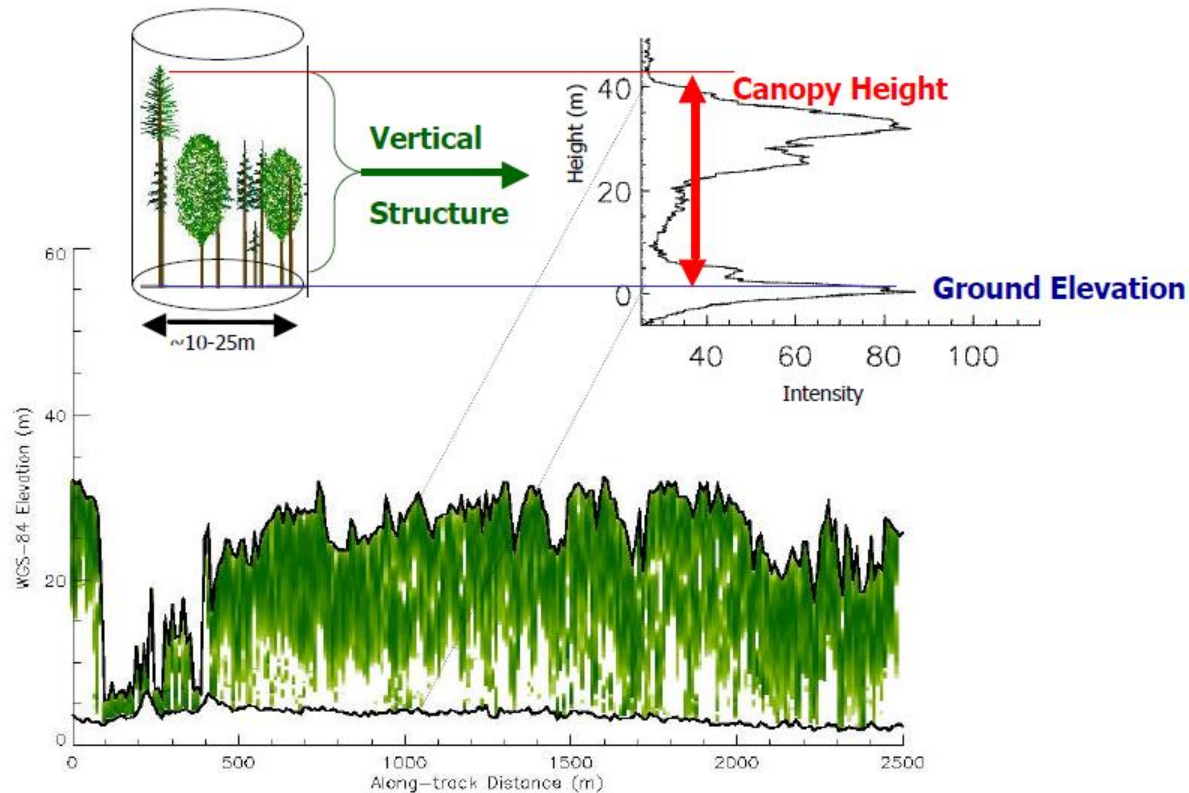 Canopy Height
Vertical
Structure
Ground Elevation
~10-25m
Height (m)
40
20
0
40
60
80
100
Intensity
WGS-84 Elevation (m)
60
40
20
0
0
500
1000
1500
2000
2500
Along-track Distance (m)